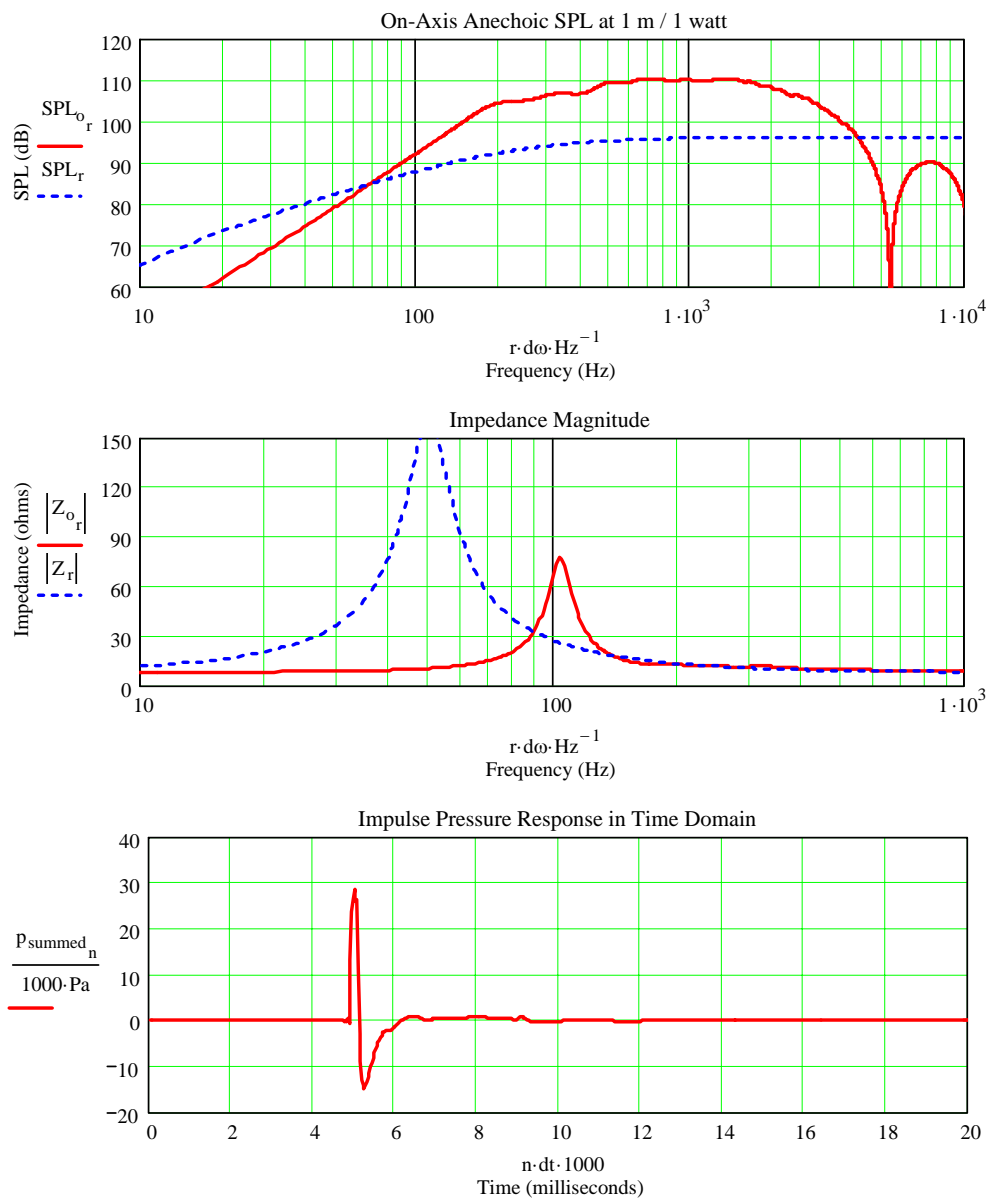 On-Axis Anechoic SPL at 1 m / 1 watt
120
110
100
90
80
70
60
SPL (dB)
SPL_o_r
SPL_r
10 100 1·10^3 1·10^4
r·dω·Hz^−1
Frequency (Hz)
Impedance Magnitude
150
120
90
60
30
0
Impedance (ohms)
|Z_o_r|
|Z_r|
10 100 1·10^3
r·dω·Hz^−1
Frequency (Hz)
Impulse Pressure Response in Time Domain
40
30
20
10
0
−10
−20
p_summed_n
1000·Pa
0 2 4 6 8 10 12 14 16 18 20
n·dt·1000
Time (milliseconds)